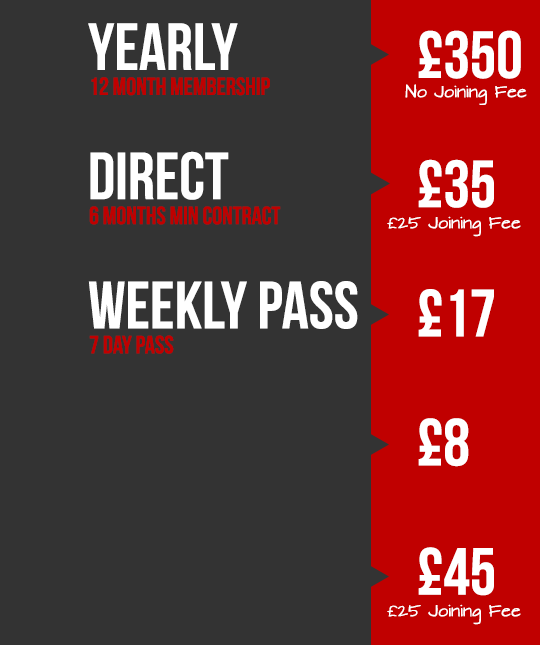 YEARLY £350
12 MONTH MEMBERSHIP No Joining Fee
DIRECT £35
6 MONTHS MIN CONTRACT £25 Joining Fee
WEEKLY PASS £17
7 DAY PASS
£8
£45
£25 Joining Fee